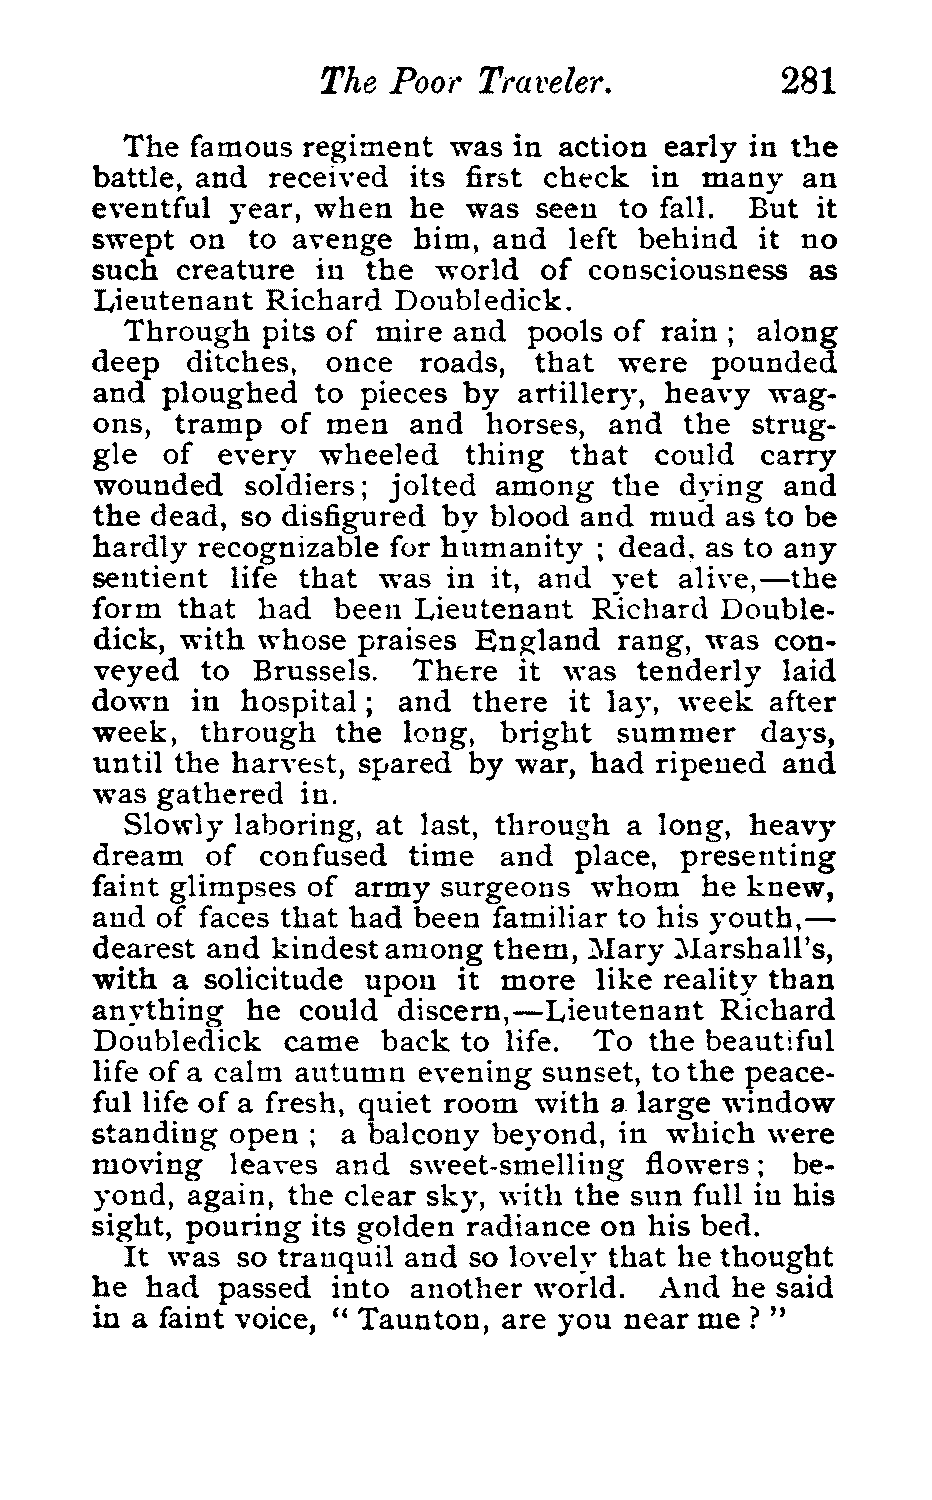 The Poor Traveler. 281
The famous regiment was in action early in the
battle, and received its first check in many an
eventful year, when he was seen to fall. But it
swept on to avenge him, and left behind it no
such creature in the world of consciousness as
Lieutenant Richard Doubledick.
Through pits of mire and pools of rain ; along
deep ditches, once roads, that were pounded
and ploughed to pieces by artillery, heavy wag-
ons, tramp of men and horses, and the strug-
gle of every wheeled thing that could carry
wounded soldiers; jolted among the dying and
the dead, so disfigured by blood and mud as to be
hardly recognizable for humanity ; dead, as to any
sentient life that was in it, and yet alive,—the
form that had been Lieutenant Richard Double-
dick, with whose praises England rang, was con-
veyed to Brussels. There it was tenderly laid
down in hospital ; and there it lay, week after
week, through the long, bright summer days,
until the harvest, spared by war, had ripened and
was gathered in.
Slowly laboring, at last, through a long, heavy
dream of confused time and place, presenting
faint glimpses of army surgeons whom he knew,
and of faces that had been familiar to his youth,—
dearest and kindest among them, Mary Marshall's,
with a solicitude upon it more like reality than
anything he could discern,—Lieutenant Richard
Doubledick came back to life. To the beautiful
life of a calm autumn evening sunset, to the peace-
ful life of a fresh, quiet room with a large window
standing open ; a balcony beyond, in which were
moving leaves and sweet-smelling flowers ; be-
yond, again, the clear sky, with the sun full in his
sight, pouring its golden radiance on his bed.
It was so tranquil and so lovely that he thought
he had passed into another world. And he said
in a faint voice, " Taunton, are you near me ? "